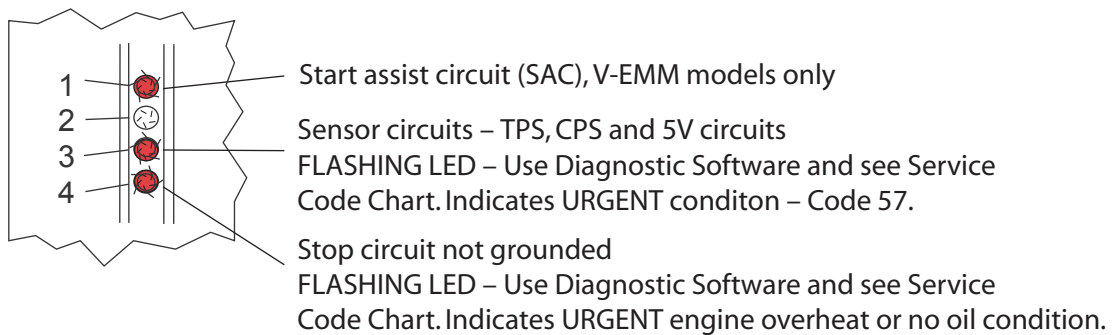 1
2
3
4
Start assist circuit (SAC), V-EMM models only
Sensor circuits – TPS, CPS and 5V circuits
FLASHING LED – Use Diagnostic Software and see Service
Code Chart. Indicates URGENT conditon – Code 57.
Stop circuit not grounded
FLASHING LED – Use Diagnostic Software and see Service
Code Chart. Indicates URGENT engine overheat or no oil condition.